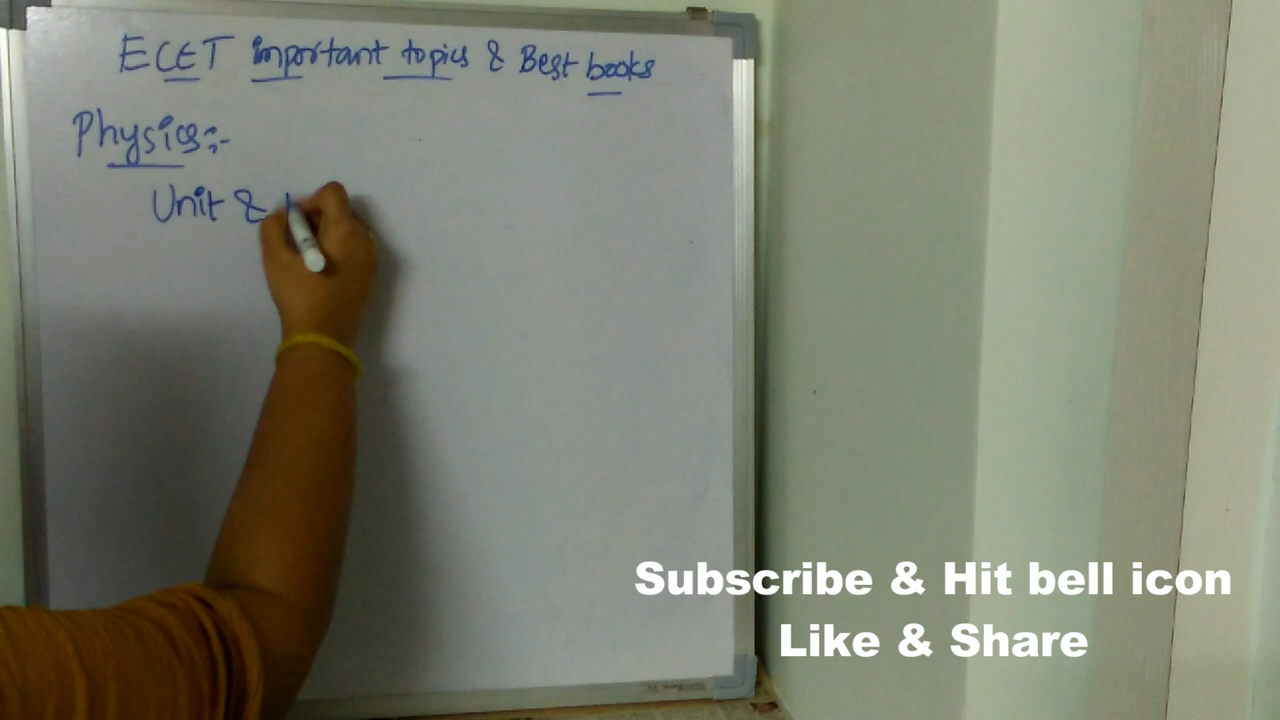 ECET important topics & Best books
Physics:-
Unit &
Subscribe & Hit bell icon
Like & Share